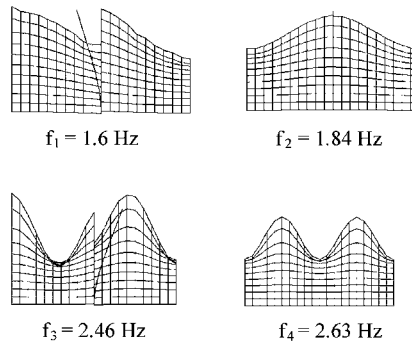 f₁ = 1.6 Hz
f₂ = 1.84 Hz
f₃ = 2.46 Hz
f₄ = 2.63 Hz